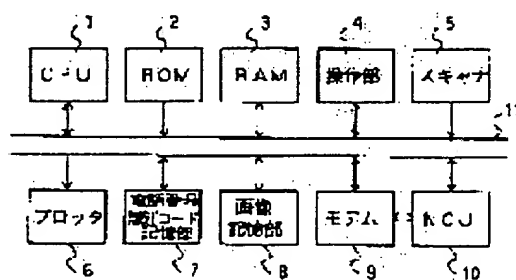 1 2 3 4 5
CPU ROM RAM 操作部 スキャナ
11
プロッタ 電話番号 画像 モデム NCU
識別コード 記憶部
記憶部
6 7 8 9 10